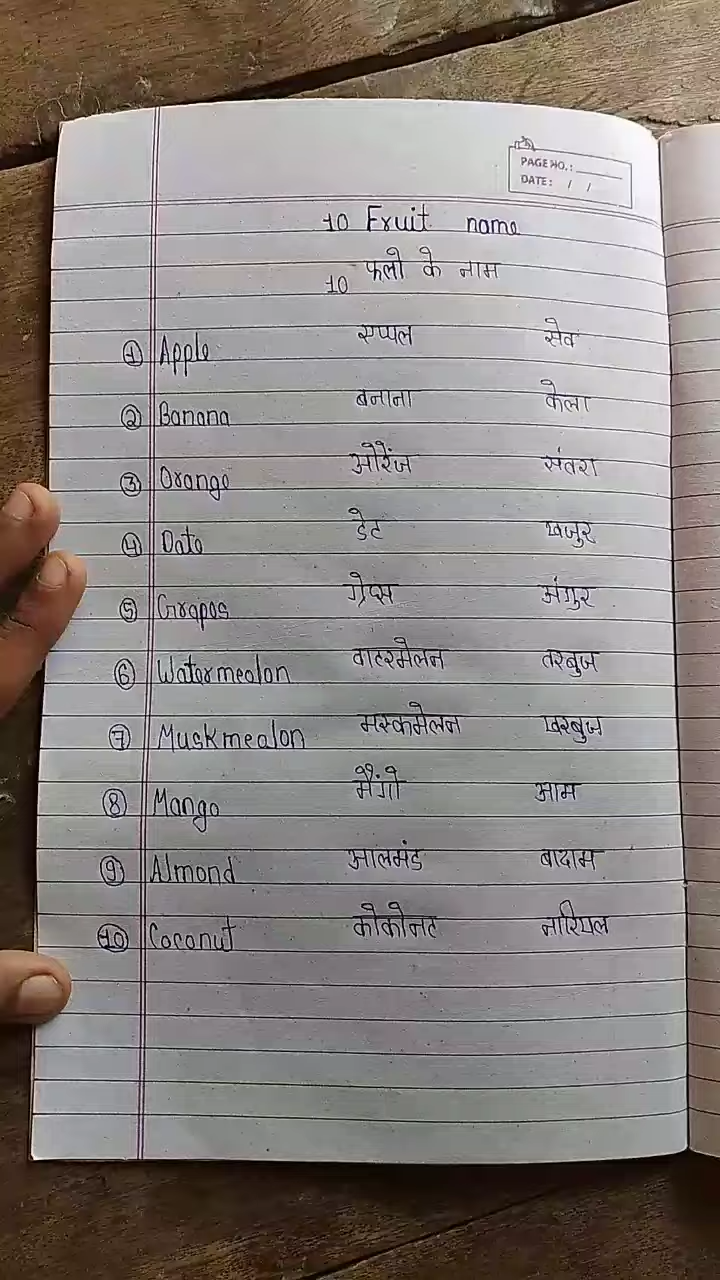 PAGE NO.:
DATE: / /
10 Fruit name
10 फलो के नाम
① Apple एप्पल सेव
② Banana बनाना केला
③ Orange ओरेंज संतरा
④ Date डेट खजुर
⑤ Grapes ग्रेप्स अंगुर
⑥ Watermealon वाटरमेलन तरबुज
⑦ Muskmealon मस्कमेलन खरबुज
⑧ Mango मैंगो आम
⑨ Almond आलमंड बादाम
⑩ Coconut कोकोनट नारियल